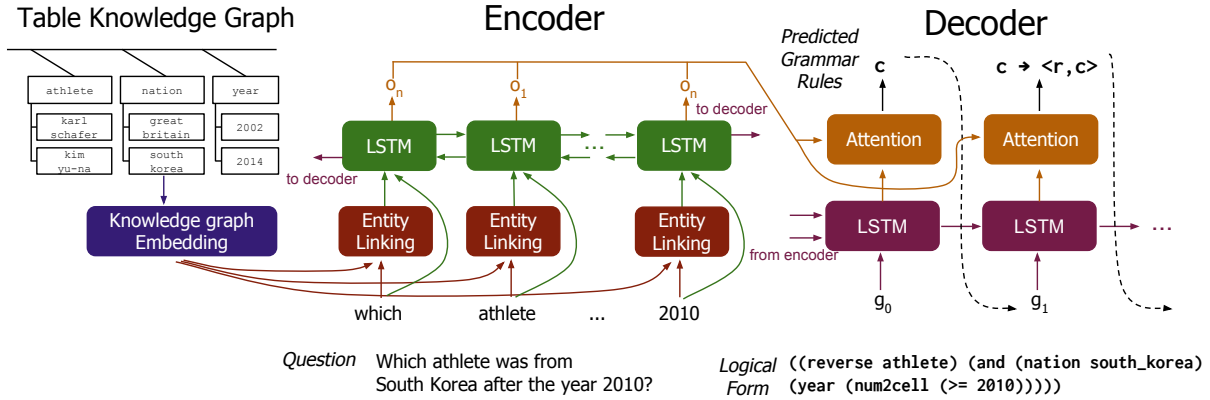 Table Knowledge Graph
athlete
nation
year
karl
schafer
great
britain
2002
kim
yu-na
south
korea
2014
Knowledge graph
Embedding
Encoder
oₙ
o₁
oₙ
to decoder
LSTM
LSTM
...
LSTM
to decoder
Entity
Linking
Entity
Linking
Entity
Linking
which
athlete
...
2010
Decoder
Predicted
Grammar
Rules
c
c → <r,c>
Attention
Attention
LSTM
LSTM
...
from encoder
g₀
g₁
Question
Which athlete was from
South Korea after the year 2010?
Logical
Form
((reverse athlete) (and (nation south_korea)
(year (num2cell (>= 2010)))))